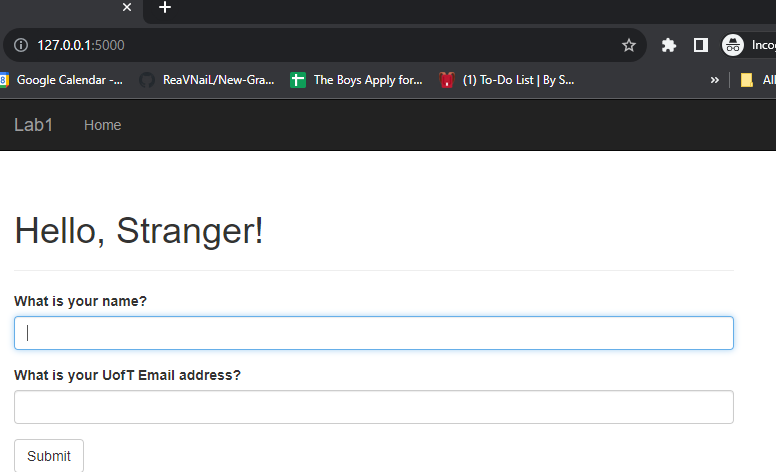 127.0.0.1:5000
Inco
Google Calendar -... ReaVNaiL/New-Gra... The Boys Apply for... (1) To-Do List | By S... » All
Lab1 Home
Hello, Stranger!
What is your name?
What is your UofT Email address?
Submit